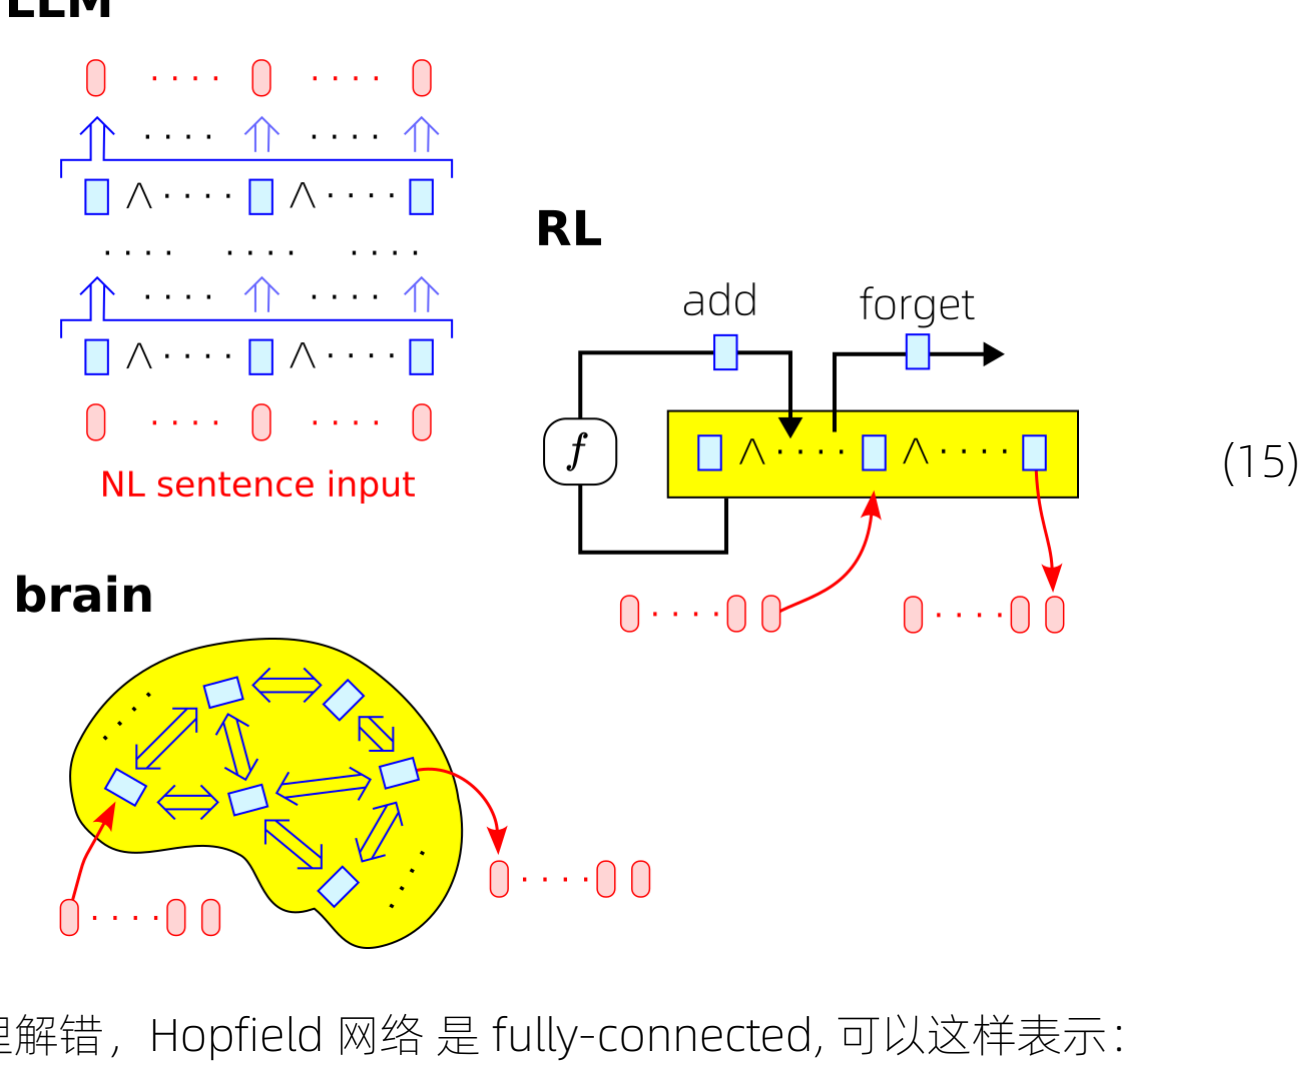 LLM
∧ ···· ∧ ····
∧ ···· ∧ ····
NL sentence input
RL
add
forget
f
∧ ···· ∧ ····
(15)
brain
解错，Hopfield 网络 是 fully-connected, 可以这样表示：